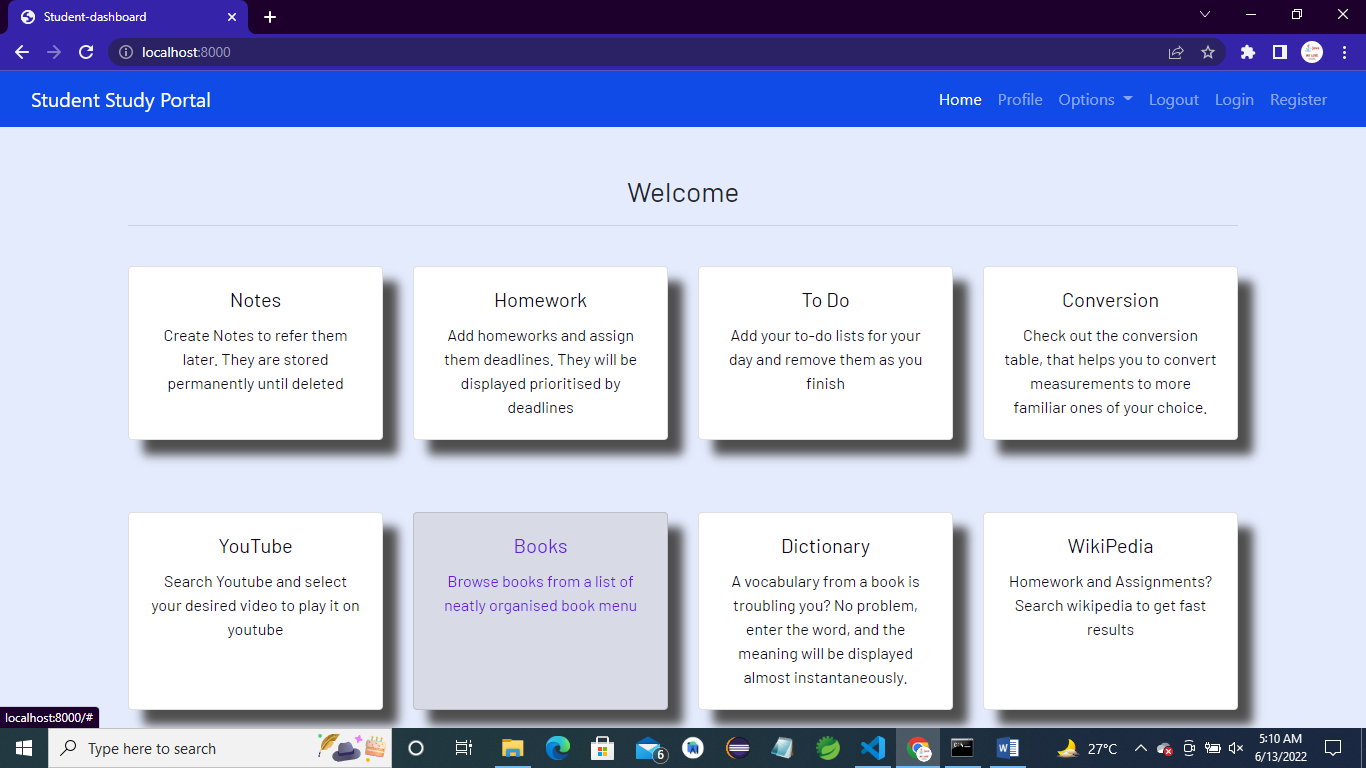 Student-dashboard
localhost:8000
Student Study Portal
Home Profile Options Logout Login Register
Welcome
Notes
Create Notes to refer them
later. They are stored
permanently until deleted
Homework
Add homeworks and assign
them deadlines. They will be
displayed prioritised by
deadlines
To Do
Add your to-do lists for your
day and remove them as you
finish
Conversion
Check out the conversion
table, that helps you to convert
measurements to more
familiar ones of your choice.
YouTube
Search Youtube and select
your desired video to play it on
youtube
Books
Browse books from a list of
neatly organised book menu
Dictionary
A vocabulary from a book is
troubling you? No problem,
enter the word, and the
meaning will be displayed
almost instantaneously.
WikiPedia
Homework and Assignments?
Search wikipedia to get fast
results
localhost:8000/#
Type here to search
6
27°C
5:10 AM
6/13/2022